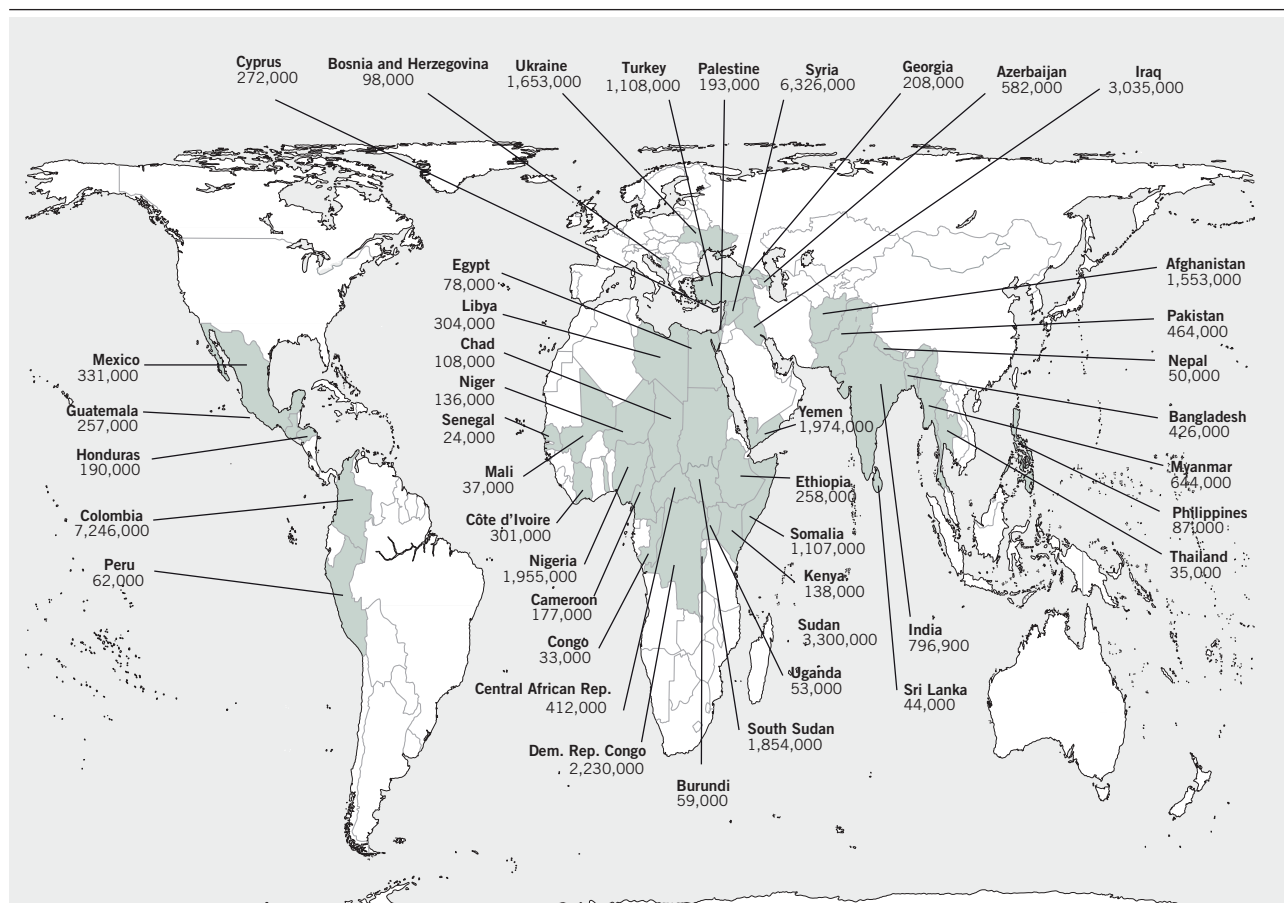 Cyprus
272,000
Bosnia and Herzegovina
98,000
Ukraine
1,653,000
Turkey
1,108,000
Palestine
193,000
Syria
6,326,000
Georgia
208,000
Azerbaijan
582,000
Iraq
3,035,000
Egypt
78,000
Libya
304,000
Chad
108,000
Niger
136,000
Senegal
24,000
Mali
37,000
Côte d'Ivoire
301,000
Nigeria
1,955,000
Cameroon
177,000
Congo
33,000
Central African Rep.
412,000
Dem. Rep. Congo
2,230,000
Burundi
59,000
Mexico
331,000
Guatemala
257,000
Honduras
190,000
Colombia
7,246,000
Peru
62,000
Yemen
1,974,000
Ethiopia
258,000
Somalia
1,107,000
Kenya
138,000
Sudan
3,300,000
Uganda
53,000
South Sudan
1,854,000
Afghanistan
1,553,000
Pakistan
464,000
Nepal
50,000
Bangladesh
426,000
Myanmar
644,000
Philippines
87,000
Thailand
35,000
India
796,900
Sri Lanka
44,000